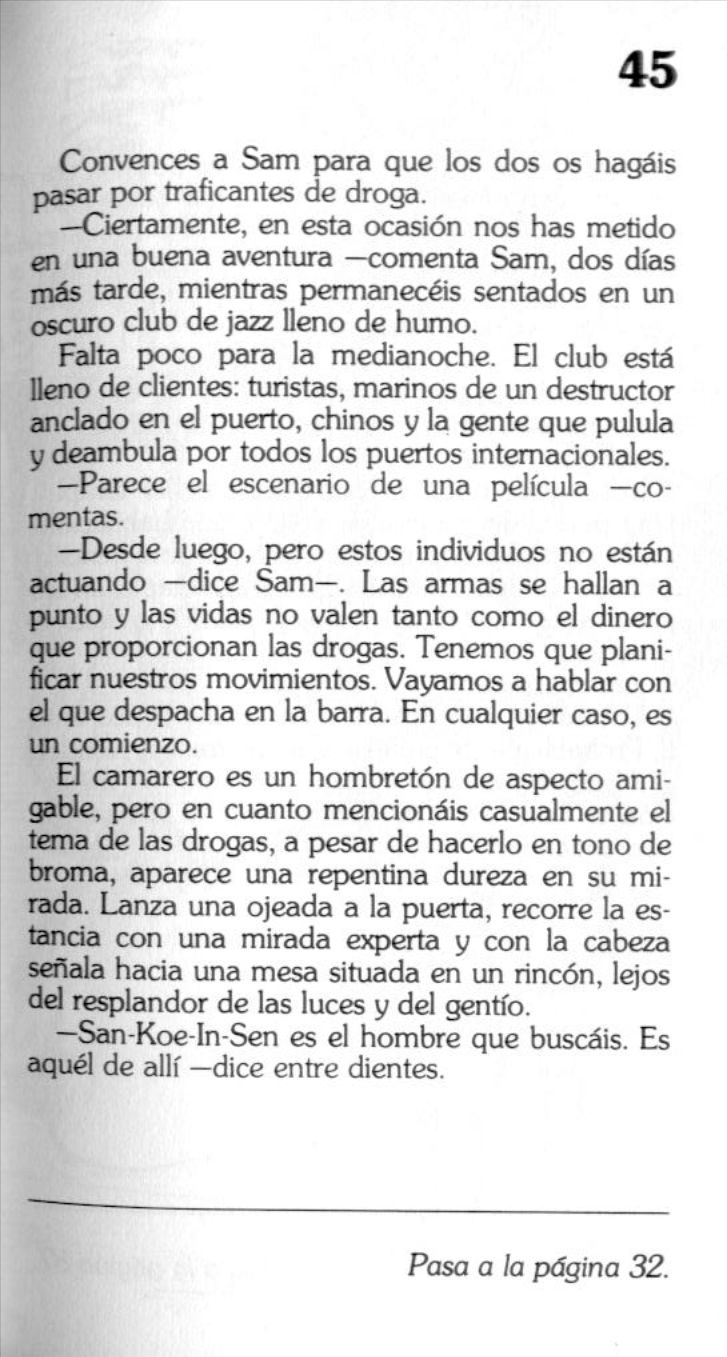 45
Convences a Sam para que los dos os hagáis
pasar por traficantes de droga.
—Ciertamente, en esta ocasión nos has metido
en una buena aventura —comenta Sam, dos días
más tarde, mientras permanecéis sentados en un
oscuro club de jazz lleno de humo.
Falta poco para la medianoche. El club está
lleno de clientes: turistas, marinos de un destructor
anclado en el puerto, chinos y la gente que pulula
y deambula por todos los puertos internacionales.
—Parece el escenario de una película —co-
mentas.
—Desde luego, pero estos individuos no están
actuando —dice Sam—. Las armas se hallan a
punto y las vidas no valen tanto como el dinero
que proporcionan las drogas. Tenemos que plani-
ficar nuestros movimientos. Vayamos a hablar con
el que despacha en la barra. En cualquier caso, es
un comienzo.
El camarero es un hombretón de aspecto ami-
gable, pero en cuanto mencionáis casualmente el
tema de las drogas, a pesar de hacerlo en tono de
broma, aparece una repentina dureza en su mi-
rada. Lanza una ojeada a la puerta, recorre la es-
tancia con una mirada experta y con la cabeza
señala hacia una mesa situada en un rincón, lejos
del resplandor de las luces y del gentío.
—San-Koe-In-Sen es el hombre que buscáis. Es
aquél de allí —dice entre dientes.
Pasa a la página 32.